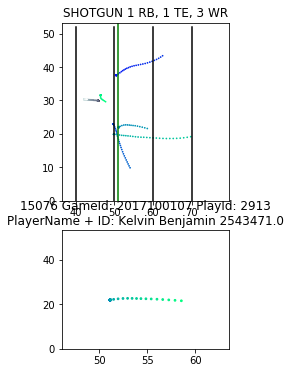 SHOTGUN 1 RB, 1 TE, 3 WR
50
40
30
20
10
0
40 50 60 70
15076 GameId: 2017100107 PlayId: 2913
PlayerName + ID: Kelvin Benjamin 2543471.0
40
20
0
50 55 60